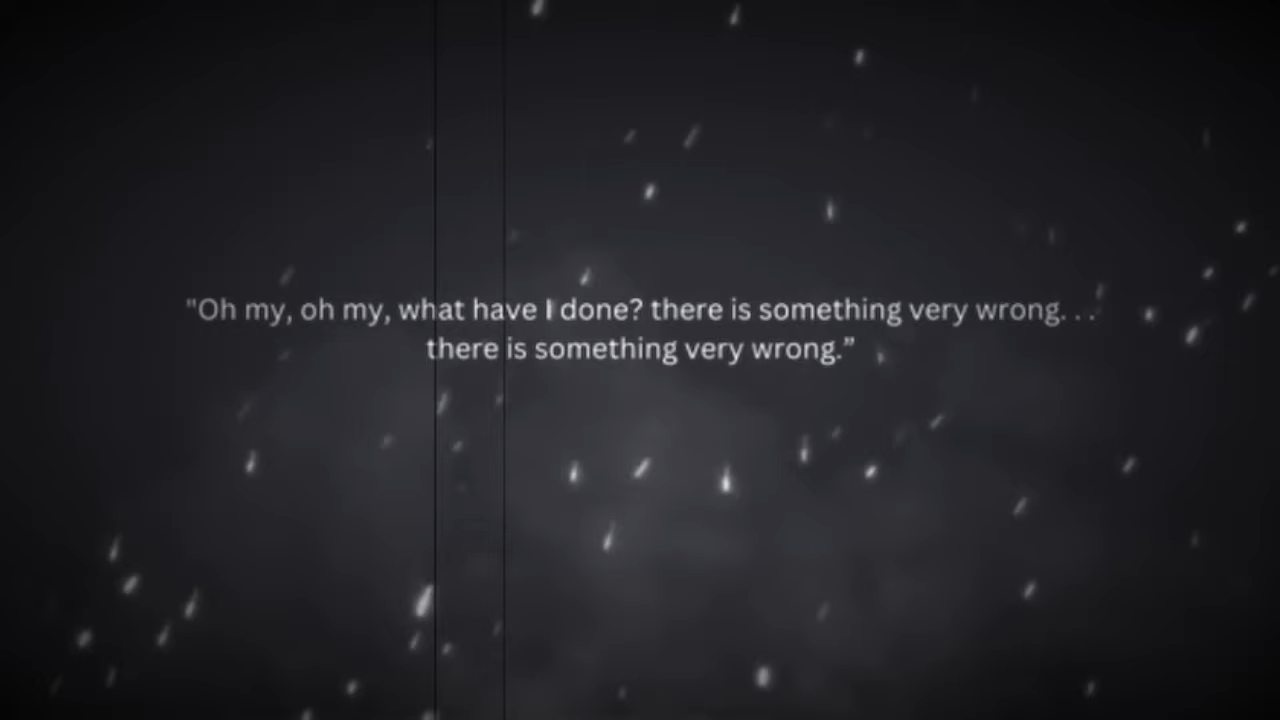 "Oh my, oh my, what have I done? there is something very wrong. . .
there is something very wrong.”